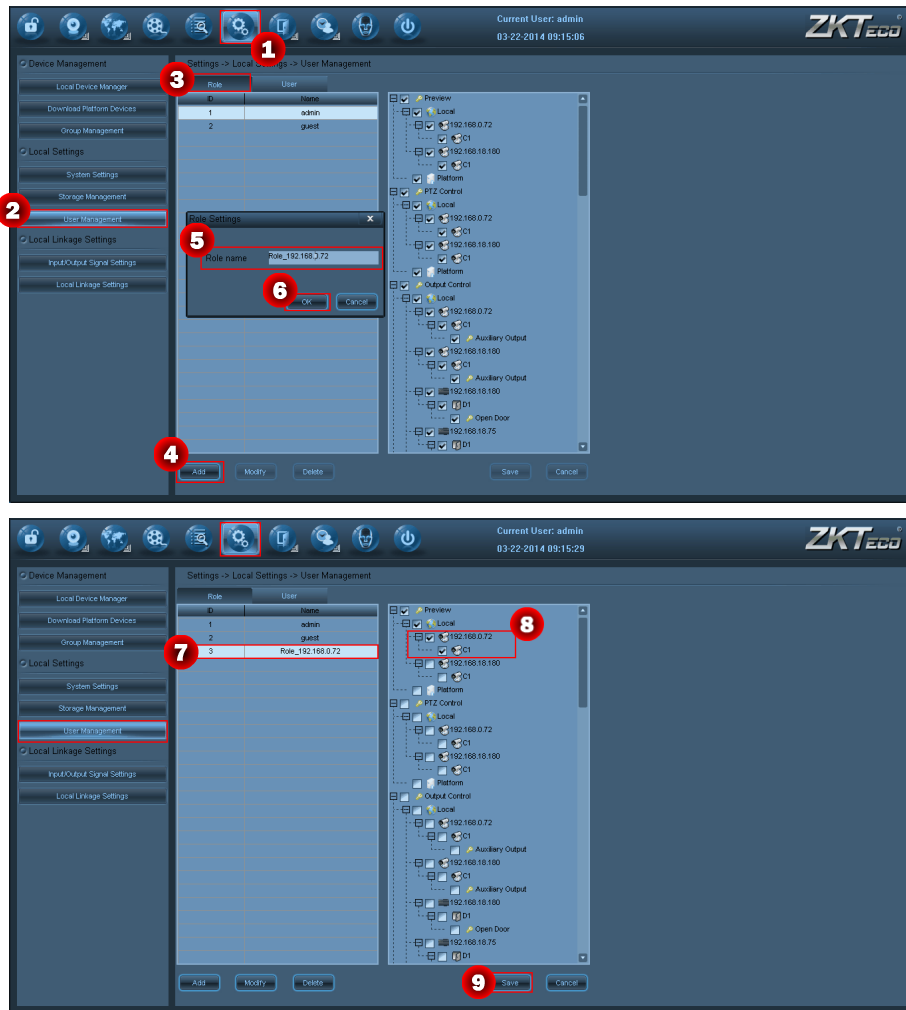 Current User: admin
03-22-2014 09:15:06
ZKTECO
1
Device Management
Settings -> Local Settings -> User Management
3
Local Device Manager
Role User
ID Name
Preview
Download Platform Devices
1 admin
Local
Group Management
2 guest
192.168.0.72
C1
Local Settings
192.168.18.180
C1
System Settings
Platform
Storage Management
PTZ Control
Local
2
User Management
Role Settings x
192.168.0.72
C1
Local Linkage Settings
5
192.168.18.180
Input/Output Signal Settings
Role name Role_192.168.0.72
C1
Platform
Local Linkage Settings
6
Output Control
OK Cancel
Local
192.168.0.72
C1
Auxiliary Output
192.168.18.180
C1
Auxiliary Output
192.168.18.180
D1
Open Door
192.168.18.75
D1
4
Add Modify Delete Save Cancel
Current User: admin
03-22-2014 09:15:29
ZKTECO
Device Management
Settings -> Local Settings -> User Management
Local Device Manager
Role User
ID Name
Preview
Download Platform Devices
1 admin
Local
8
Group Management
2 guest
192.168.0.72
7
3 Role_192.168.0.72
C1
Local Settings
192.168.18.180
C1
System Settings
Platform
Storage Management
PTZ Control
Local
User Management
192.168.0.72
C1
Local Linkage Settings
192.168.18.180
C1
Input/Output Signal Settings
Platform
Local Linkage Settings
Output Control
Local
192.168.0.72
C1
Auxiliary Output
192.168.18.180
C1
Auxiliary Output
192.168.18.180
D1
Open Door
192.168.18.75
D1
Add Modify Delete
9
Save Cancel